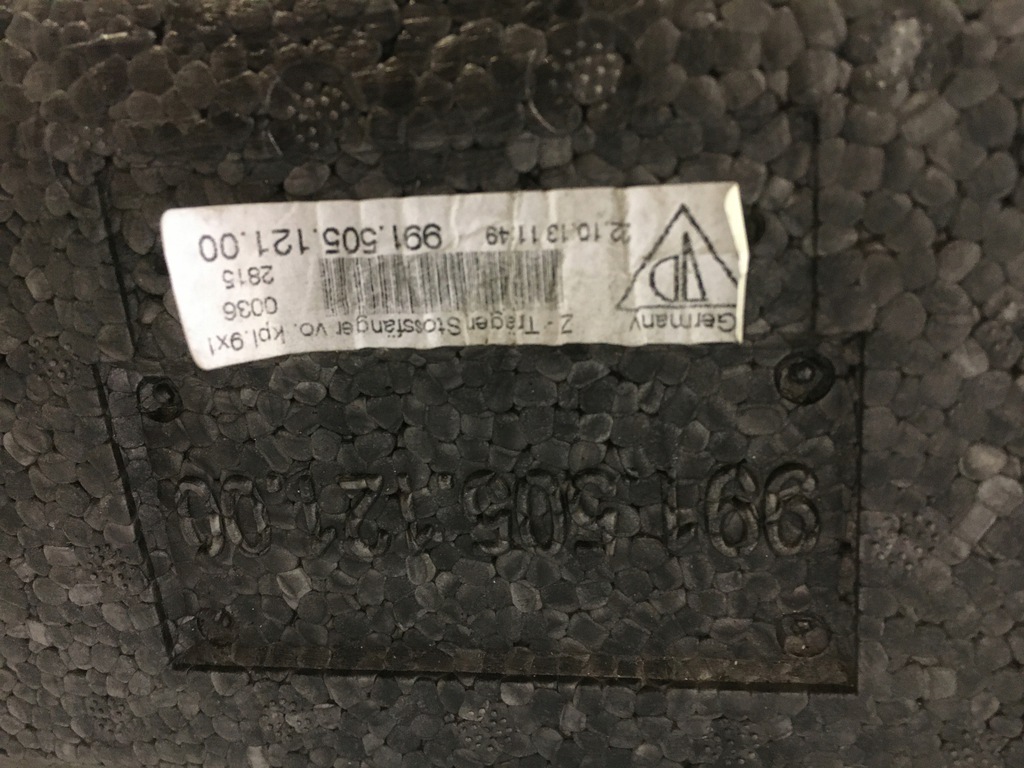 991.505.121.00
Germany Z - Träger Stossfänger vo. kpl.9x1
0036
2815
22.10.13 11:49 991.505.121.00